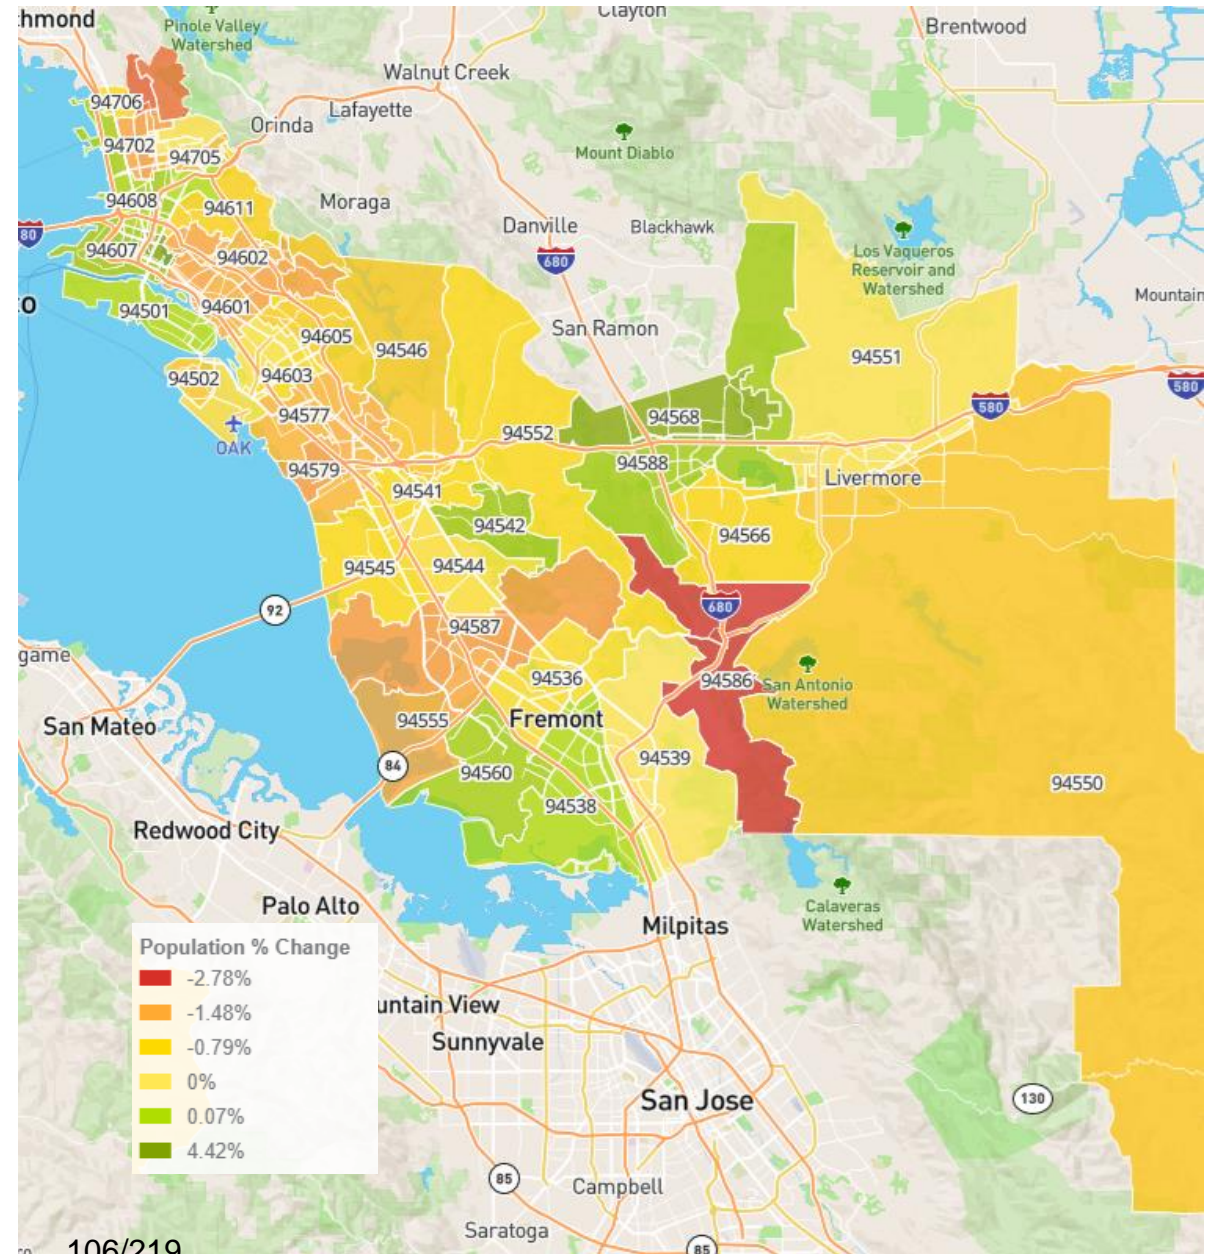 hmond
Clayton
Pinole Valley
Watershed
Brentwood
Walnut Creek
94706
Lafayette
Orinda
94702
94705
Mount Diablo
94608
94611
Moraga
80
Danville
Blackhawk
94607
94602
680
Los Vaqueros
Reservoir and
Watershed
Mountain
co
94501
94601
San Ramon
94605
94546
94551
94502
94603
580
580
94577
94568
OAK
94552
94579
94588
Livermore
94541
94542
94566
94545
94544
92
680
94587
game
94536
94586
San Antonio
Watershed
San Mateo
94555
Fremont
94539
84
94560
94550
94538
Redwood City
Palo Alto
Calaveras
Watershed
Milpitas
Population % Change
-2.78%
-1.48%
-0.79%
0%
0.07%
4.42%
untain View
Sunnyvale
San Jose
130
85
Campbell
Saratoga
85
106/219